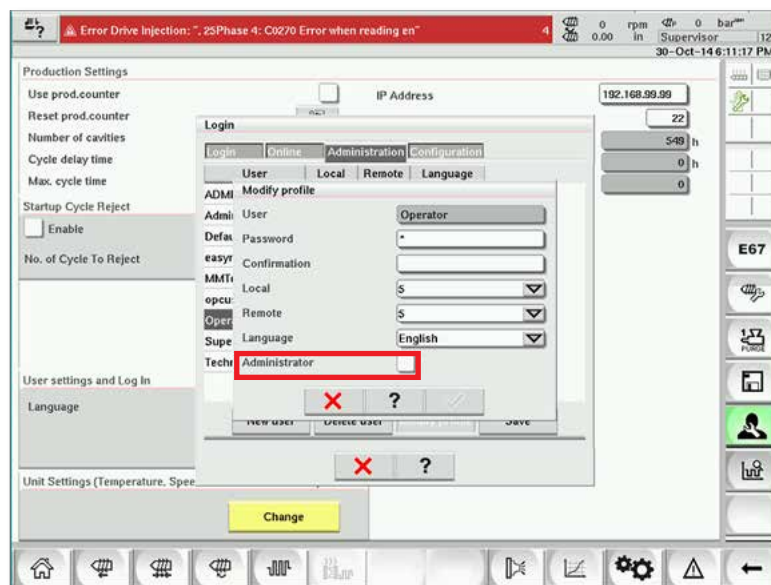 Error Drive Injection: ", 25Phase 4: C0270 Error when reading en" 4
0 rpm 0 bar
0.00 in Supervisor 12
30-Oct-14 6:11:17 PM
Production Settings
Use prod.counter IP Address 192.168.99.99
Reset prod.counter 22
Number of cavities 549 h
Cycle delay time 0 h
Max. cycle time 0
Startup Cycle Reject
Enable
No. of Cycle To Reject
User settings and Log In
Language
Unit Settings (Temperature, Spee
Change
Login
Login Online Administration Configuration
User Local Remote Language
ADMI
Admi
Defau
easyr
MMT
opcu
Oper
Supe
Techn
Modify profile
User Operator
Password *
Confirmation
Local 5
Remote 5
Language English
Administrator
?
New user Delete user Save
?
E67
PURGE